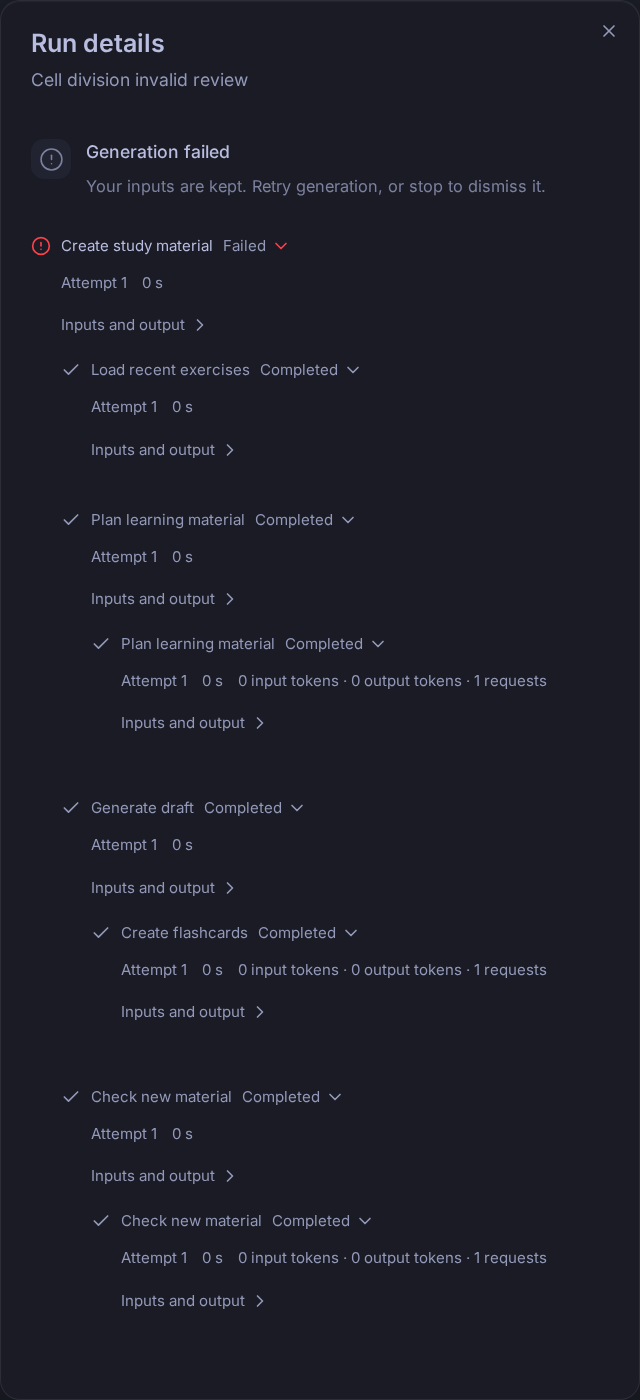 Run details
Cell division invalid review
Generation failed
Your inputs are kept. Retry generation, or stop to dismiss it.
Create study material Failed
Attempt 1 0 s
Inputs and output
Load recent exercises Completed
Attempt 1 0 s
Inputs and output
Plan learning material Completed
Attempt 1 0 s
Inputs and output
Plan learning material Completed
Attempt 1 0 s 0 input tokens · 0 output tokens · 1 requests
Inputs and output
Generate draft Completed
Attempt 1 0 s
Inputs and output
Create flashcards Completed
Attempt 1 0 s 0 input tokens · 0 output tokens · 1 requests
Inputs and output
Check new material Completed
Attempt 1 0 s
Inputs and output
Check new material Completed
Attempt 1 0 s 0 input tokens · 0 output tokens · 1 requests
Inputs and output